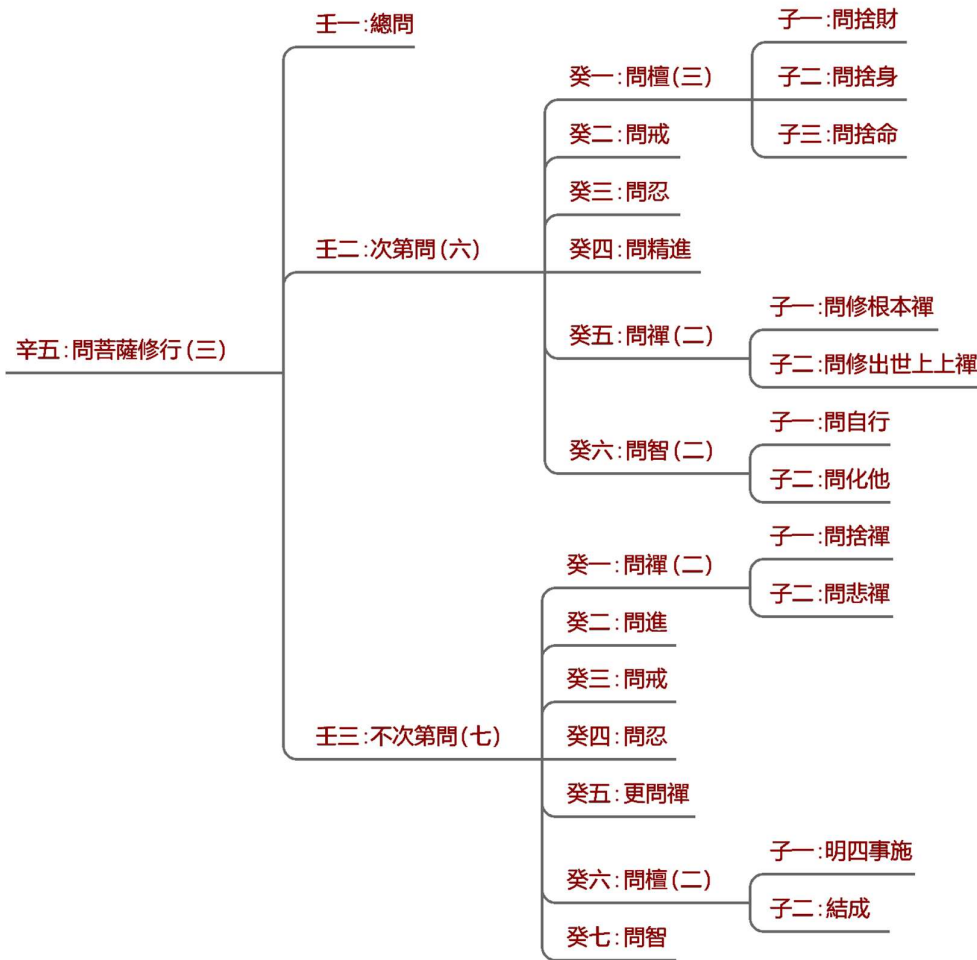 辛五:問菩薩修行(三)
壬一:總問
壬二:次第問(六)
癸一:問檀(三)
子一:問捨財
子二:問捨身
子三:問捨命
癸二:問戒
癸三:問忍
癸四:問精進
癸五:問禪(二)
子一:問修根本禪
子二:問修出世上上禪
癸六:問智(二)
子一:問自行
子二:問化他
壬三:不次第問(七)
癸一:問禪(二)
子一:問捨禪
子二:問悲禪
癸二:問進
癸三:問戒
癸四:問忍
癸五:更問禪
癸六:問檀(二)
子一:明四事施
子二:結成
癸七:問智